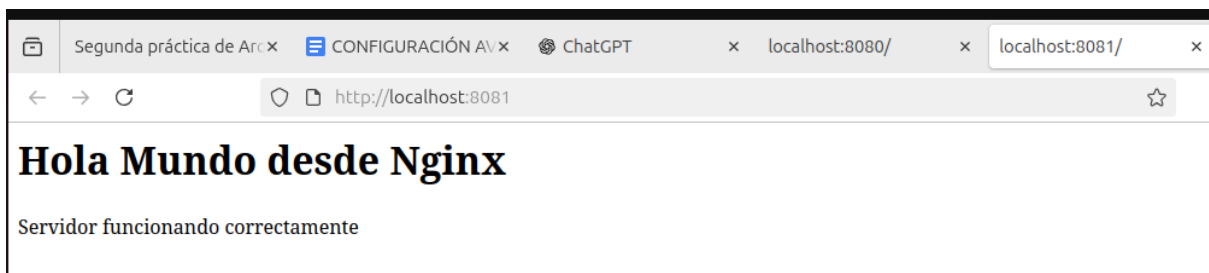 Segunda práctica de Arc
CONFIGURACIÓN AV
ChatGPT
localhost:8080/
localhost:8081/
http://localhost:8081
Hola Mundo desde Nginx
Servidor funcionando correctamente